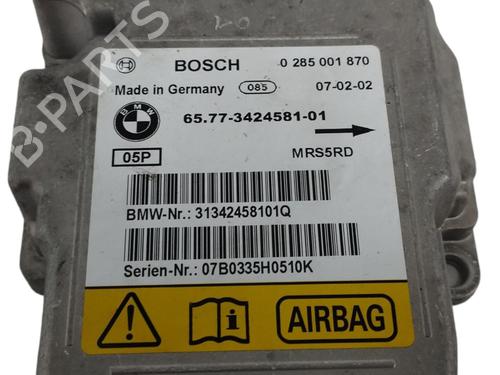 B-PARTS
BOSCH 0 285 001 870
Made in Germany 085 07-02-02
BMW 65.77-3424581-01
05P MRS5RD
BMW-Nr.: 31342458101Q
Serien-Nr.: 07B0335H0510K
AIRBAG